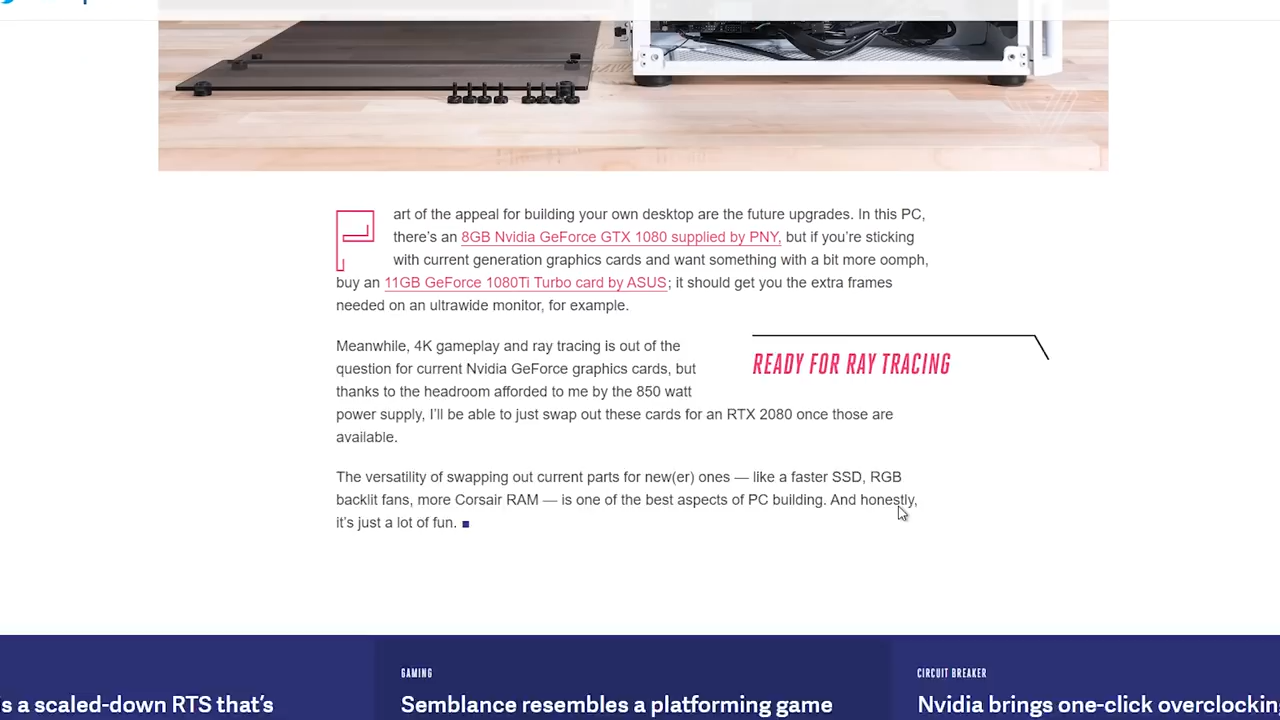 Part of the appeal for building your own desktop are the future upgrades. In this PC,
there’s an 8GB Nvidia GeForce GTX 1080 supplied by PNY, but if you’re sticking
with current generation graphics cards and want something with a bit more oomph,
buy an 11GB GeForce 1080Ti Turbo card by ASUS; it should get you the extra frames
needed on an ultrawide monitor, for example.
Meanwhile, 4K gameplay and ray tracing is out of the
question for current Nvidia GeForce graphics cards, but
thanks to the headroom afforded to me by the 850 watt
power supply, I’ll be able to just swap out these cards for an RTX 2080 once those are
available.
READY FOR RAY TRACING
The versatility of swapping out current parts for new(er) ones — like a faster SSD, RGB
backlit fans, more Corsair RAM — is one of the best aspects of PC building. And honestly,
it’s just a lot of fun.
’s a scaled-down RTS that’s
GAMING
Semblance resembles a platforming game
CIRCUIT BREAKER
Nvidia brings one-click overclockin